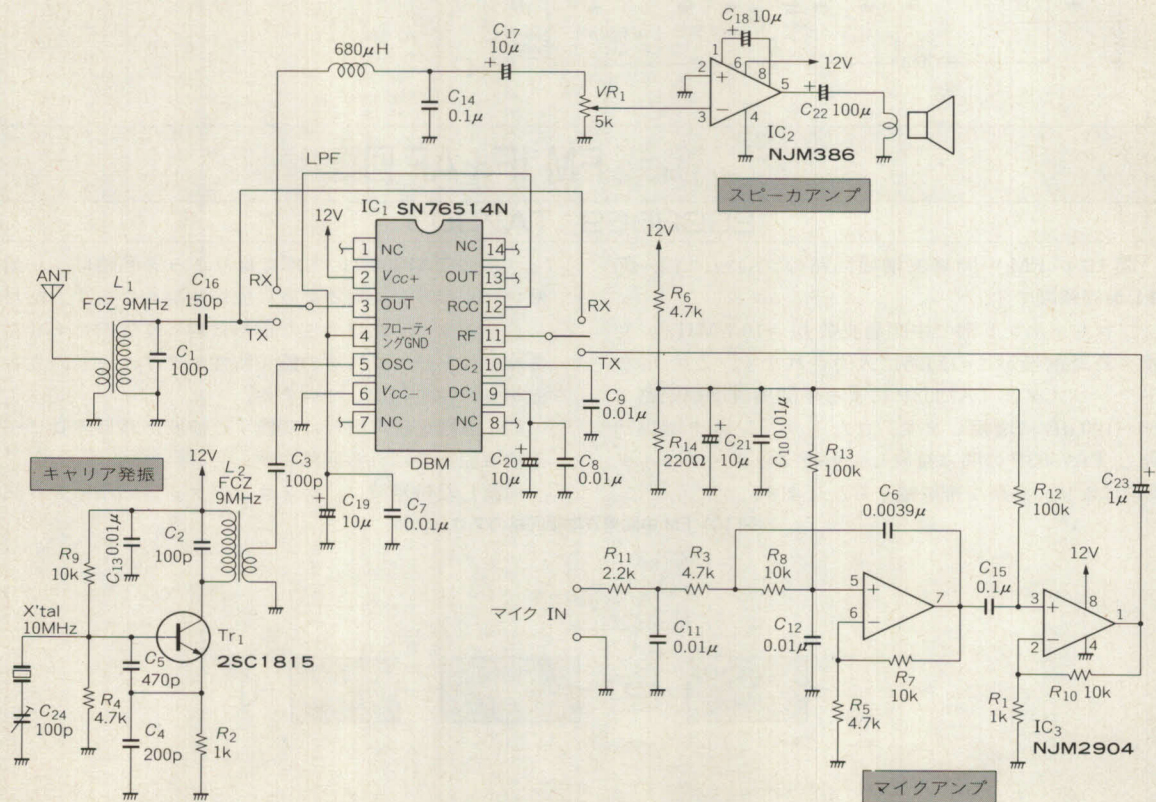 C18 10μ
C17
10μ
680μH
1
2
6
8
12V
+
−
5
3
4
C14
0.1μ
VR1
5k
C22 100μ
IC2
NJM386
スピーカアンプ
LPF
12V
IC1 SN76514N
1 NC
NC 14
2 VCC+
OUT 13
3 OUT
RCC 12
4 フローティングGND
RF 11
5 OSC
DC2 10
6 VCC−
DC1 9
7 NC
NC 8
DBM
RX
TX
RX
TX
ANT
L1
FCZ 9MHz
C16
150p
C1
100p
C9
0.01μ
C20
10μ
C8
0.01μ
C3
100p
C19
10μ
C7
0.01μ
キャリア発振
12V
L2
FCZ
9MHz
C13 0.01μ
C2
100p
R9
10k
X'tal
10MHz
Tr1
2SC1815
C5
470p
R4
4.7k
C24
100p
C4
200p
R2
1k
12V
R6
4.7k
R14
220Ω
C21
10μ
C10 0.01μ
R13
100k
R12
100k
C23
1μ
C6
0.0039μ
R11
2.2k
R3
4.7k
R8
10k
マイク IN
C11
0.01μ
C12
0.01μ
5
6
7
+
−
C15
0.1μ
12V
3
8
1
2
4
+
−
R7
10k
R5
4.7k
R10 10k
R1
1k
IC3
NJM2904
マイクアンプ